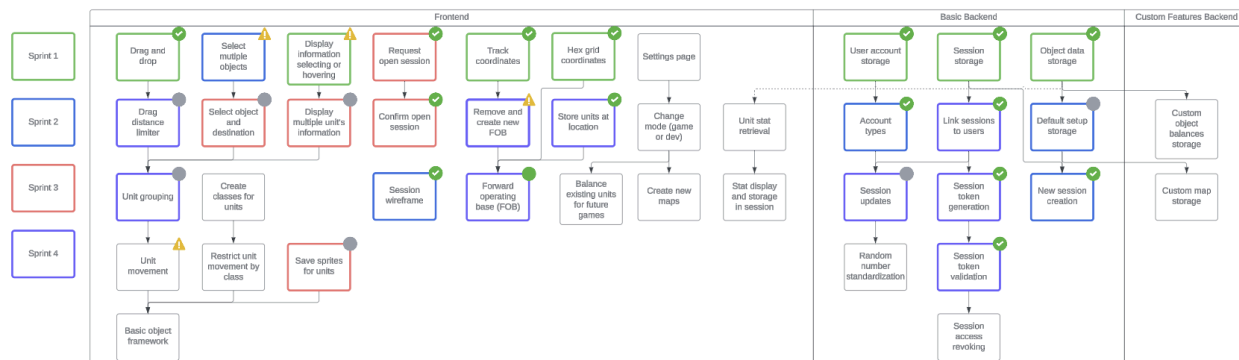 Frontend
Basic Backend
Custom Features Backend
Sprint 1
Drag and
drop
Select
mutliple
objects
Display
information
selecting or
hovering
Request
open session
Track
coordinates
Hex grid
coordinates
Settings page
User account
storage
Session
storage
Object data
storage
Sprint 2
Drag
distance
limiter
Select object
and
destination
Display
multiple unit's
information
Confirm open
session
Remove and
create new
FOB
Store units at
location
Change
mode (game
or dev)
Unit stat
retrieval
Account
types
Link sessions
to users
Default setup
storage
Custom
object
balances
storage
Sprint 3
Unit grouping
Create
classes for
units
Session
wireframe
Forward
operating
base (FOB)
Balance
existing units
for future
games
Create new
maps
Stat display
and storage
in session
Session
updates
Session
token
generation
New session
creation
Custom map
storage
Sprint 4
Unit
movement
Restrict unit
movement by
class
Save sprites
for units
Random
number
standardization
Session
token
validation
Basic object
framework
Session
access
revoking